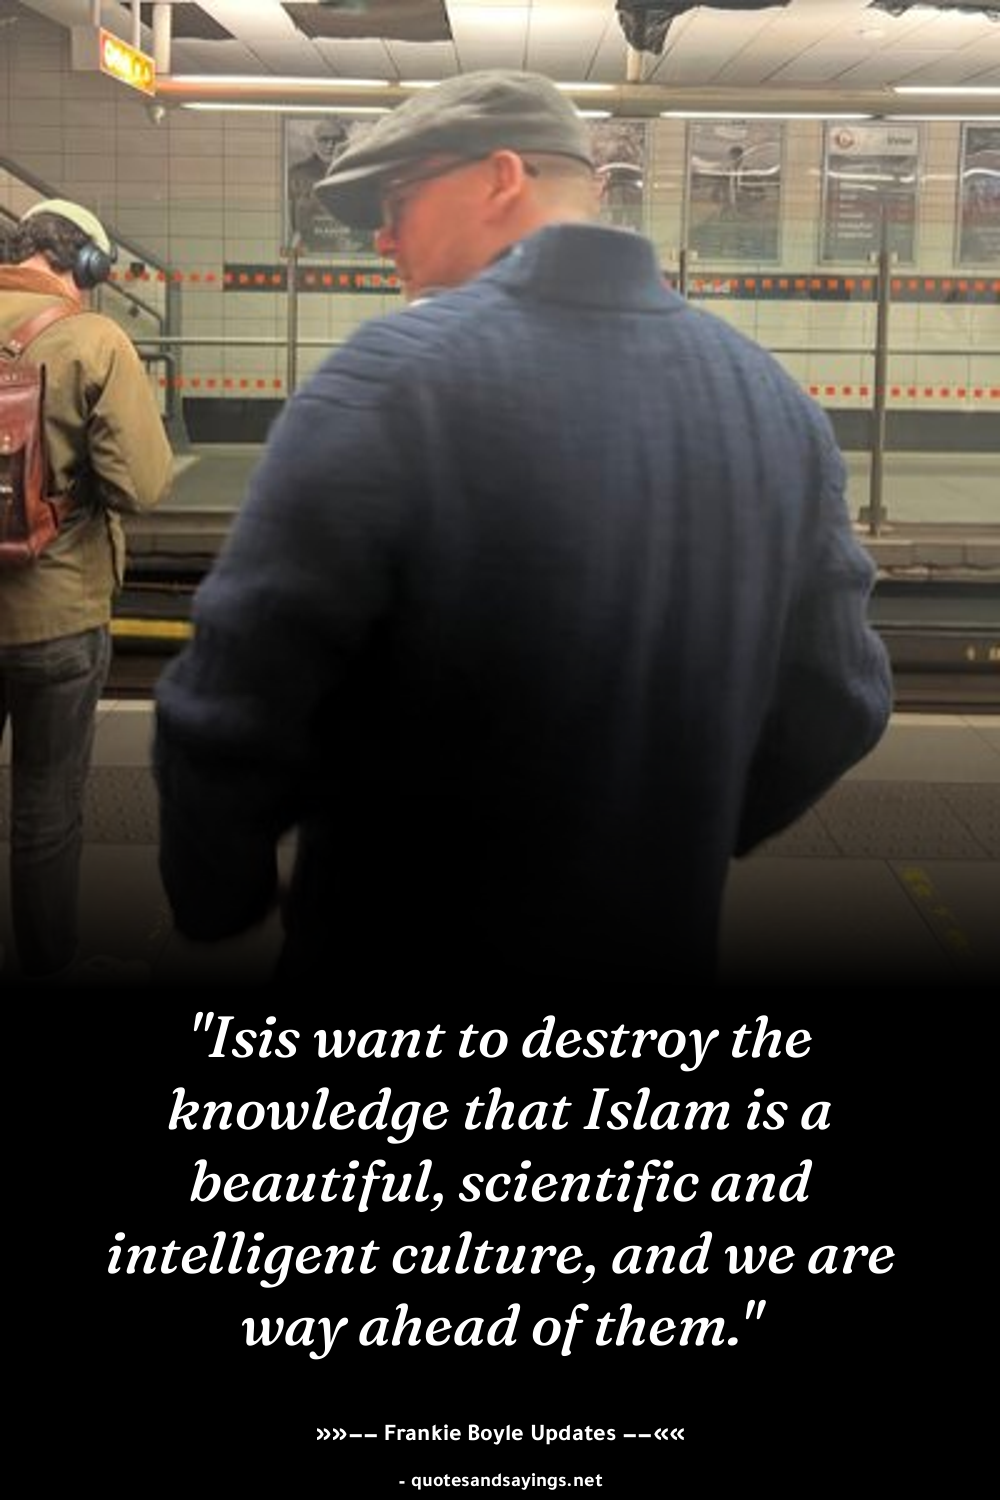 "Isis want to destroy the
knowledge that Islam is a
beautiful, scientific and
intelligent culture, and we are
way ahead of them."
»»−− Frankie Boyle Updates −−««
- quotesandsayings.net